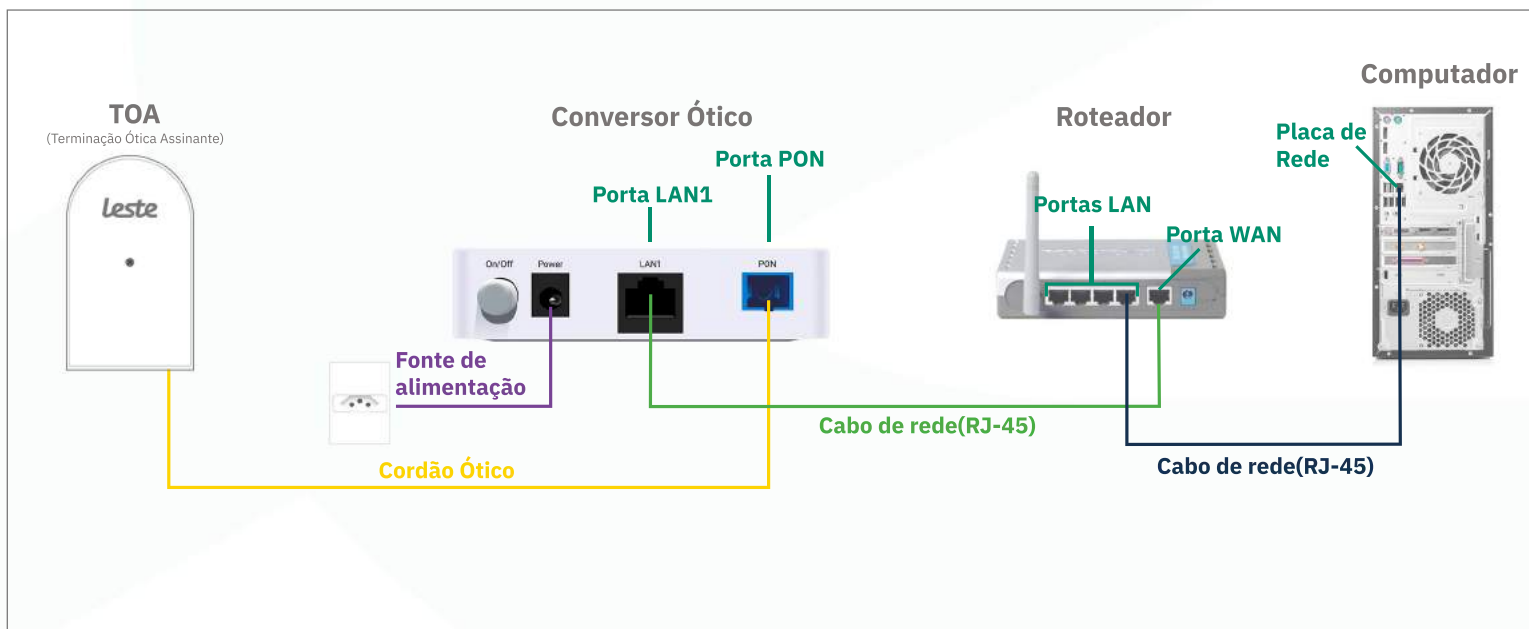 TOA
(Terminação Ótica Assinante)
leste
Conversor Ótico
Porta PON
Porta LAN1
On/Off
Power
LAN1
PON
Fonte de
alimentação
Cordão Ótico
Cabo de rede(RJ-45)
Roteador
Portas LAN
Porta WAN
Computador
Placa de
Rede
Cabo de rede(RJ-45)